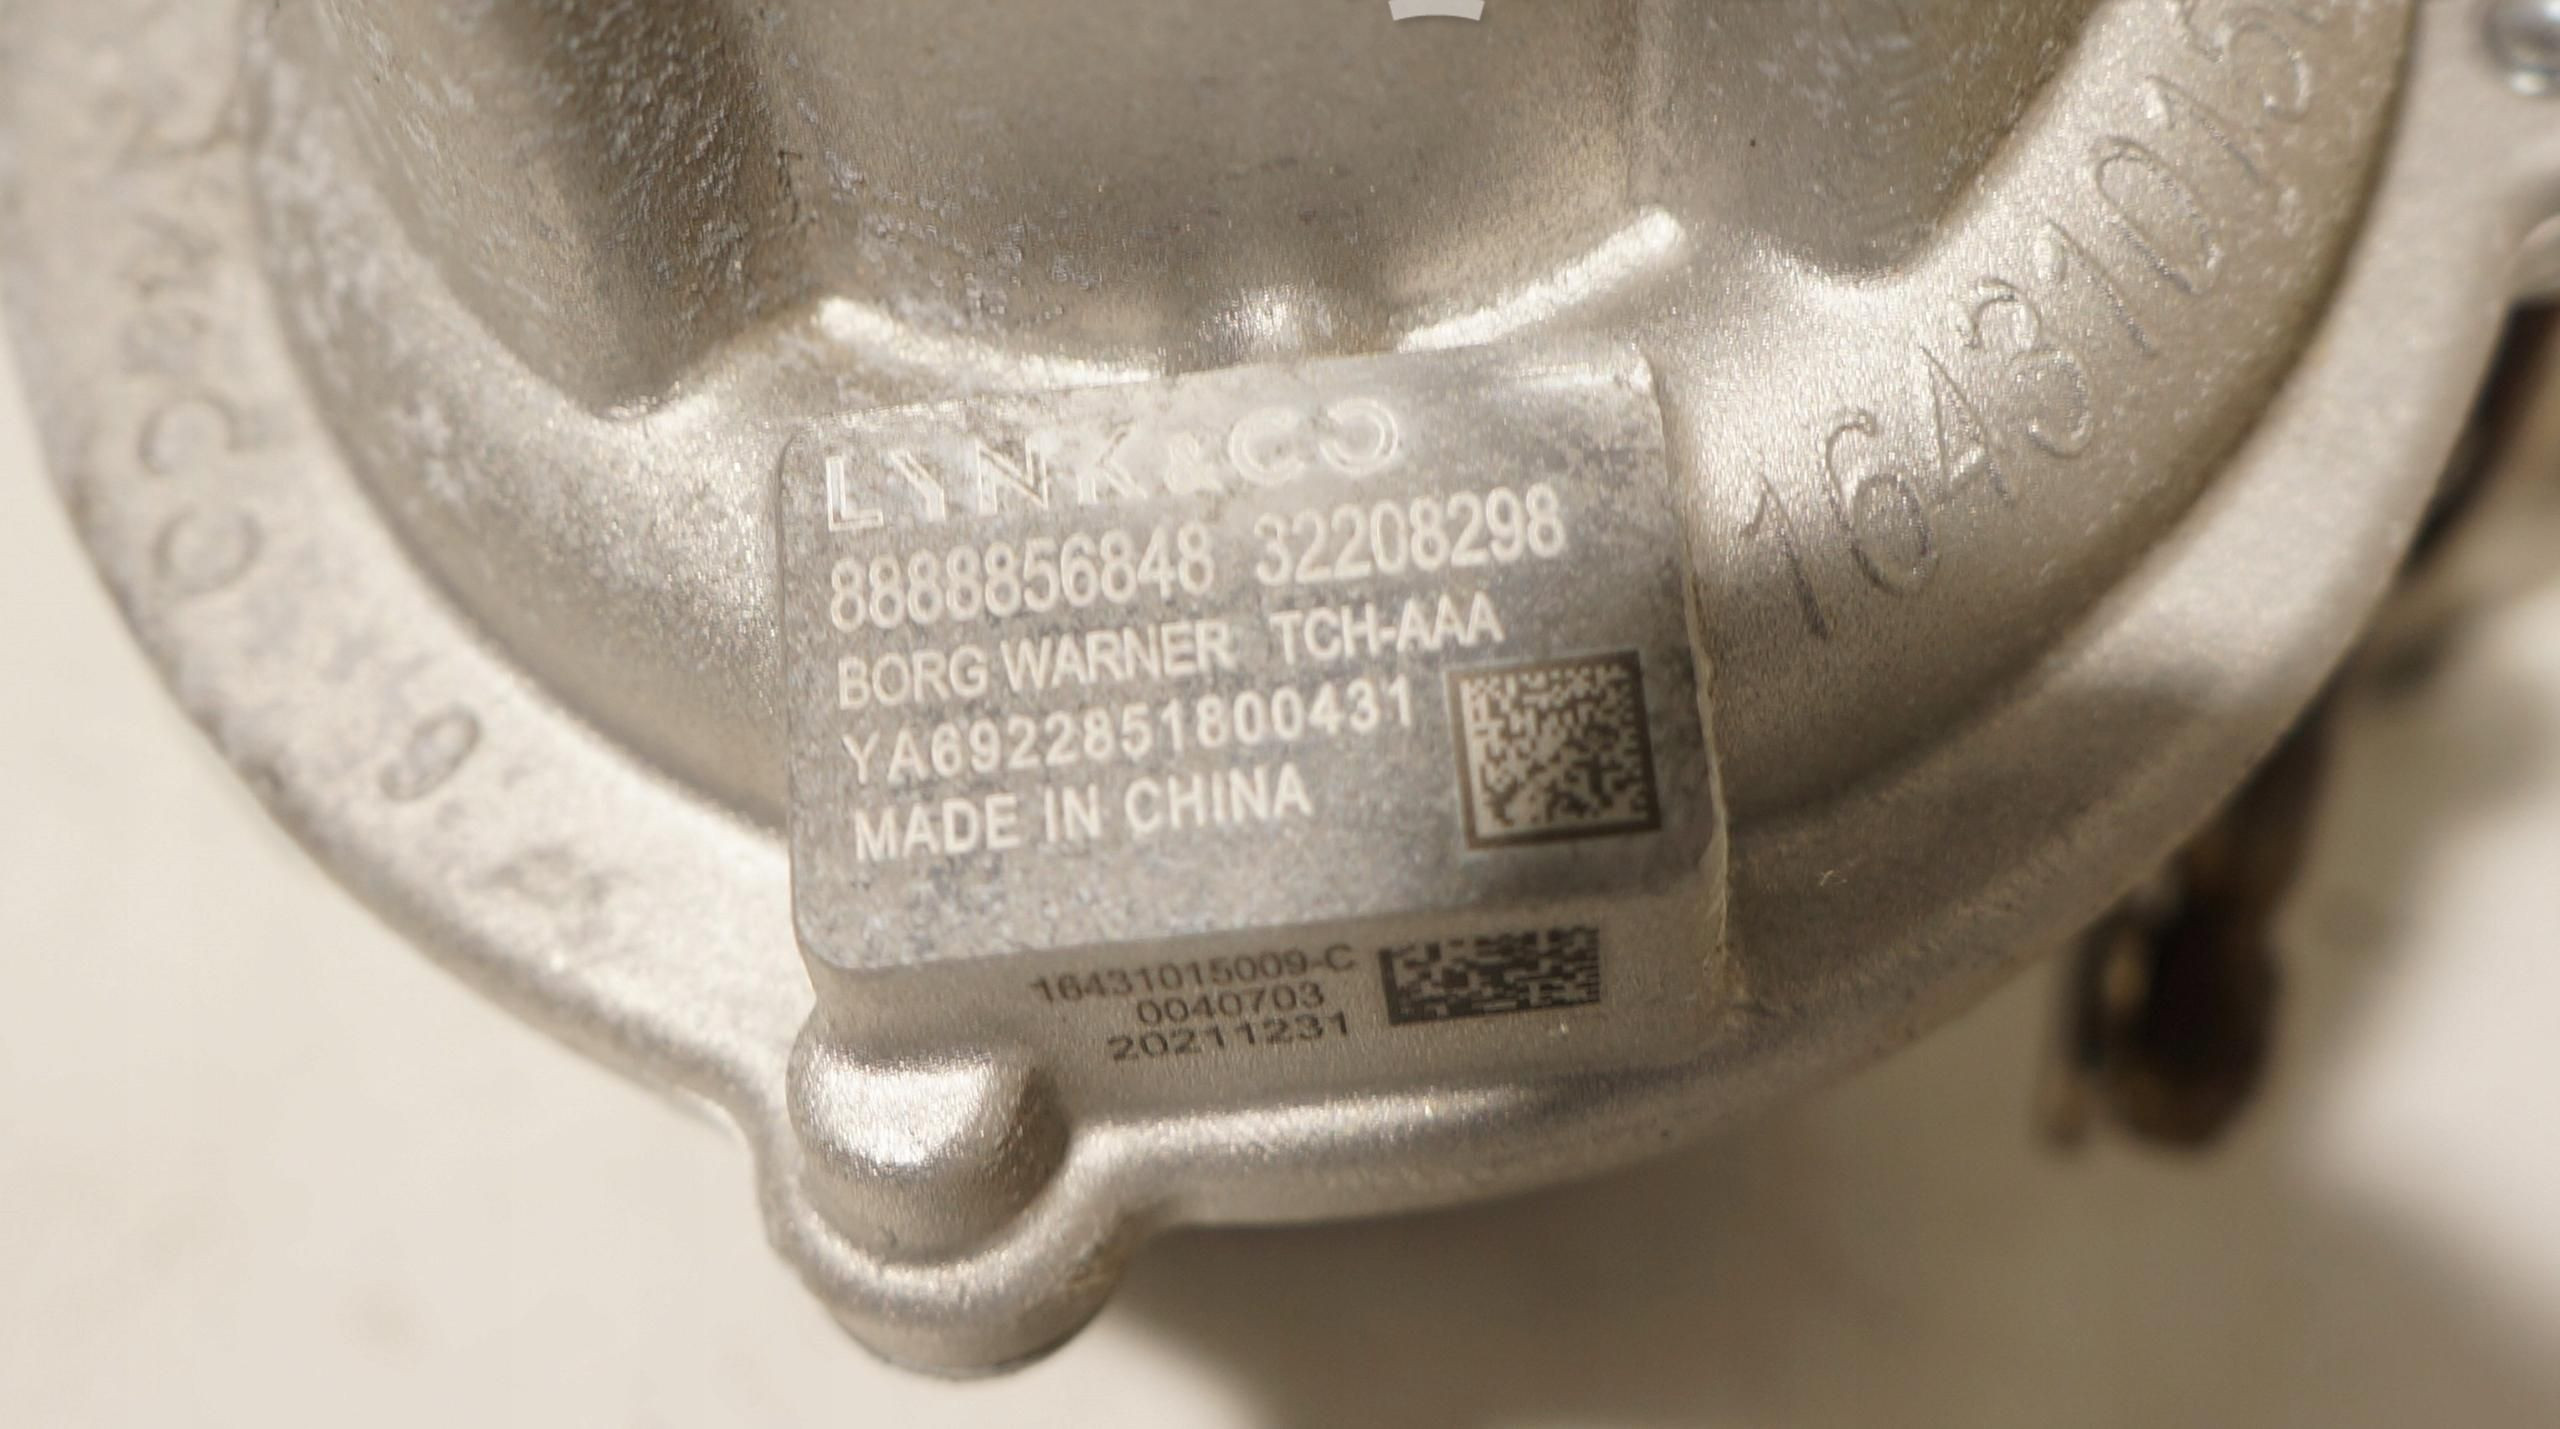 LYNK&CO
8888856848 32208298
BORG WARNER TCH-AAA
YA6922851800431
MADE IN CHINA
16431015009-C
0040703
20211231